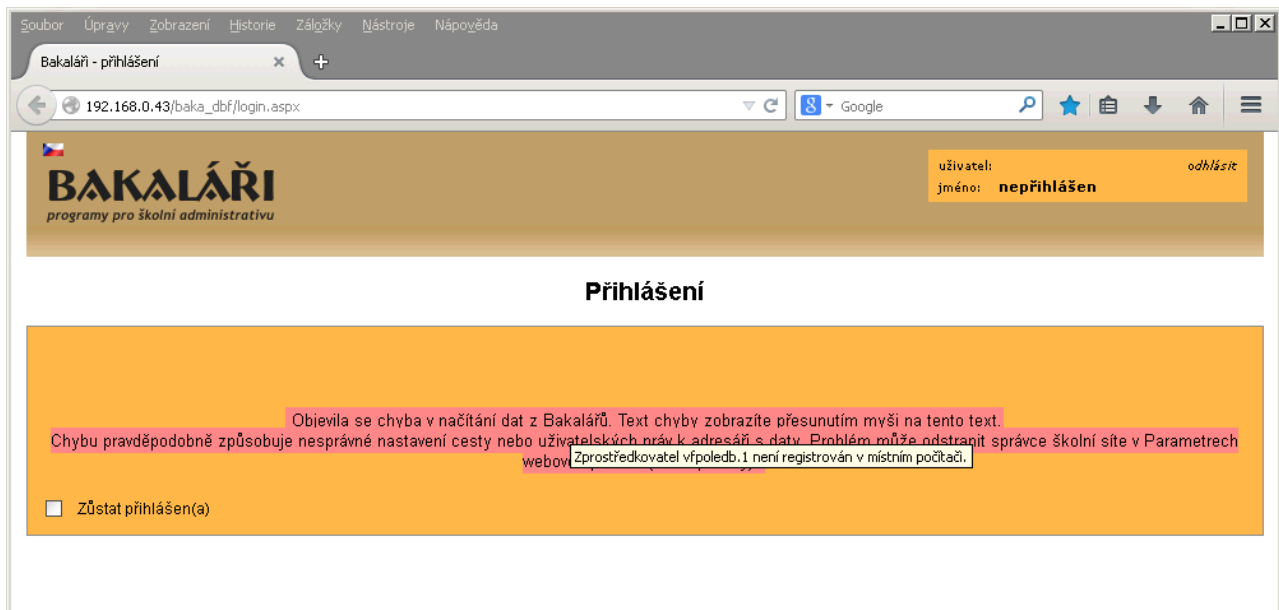 Soubor Úpravy Zobrazení Historie Záložky Nástroje Nápověda
Bakaláři - přihlášení
192.168.0.43/baka_dbf/login.aspx
8 Google
BAKALÁŘI
programy pro školní administrativu
uživatel: odhlásit
jméno: nepřihlášen
Přihlášení
Objevila se chyba v načítání dat z Bakalářů. Text chyby zobrazíte přesunutím myši na tento text.
Chybu pravděpodobně způsobuje nesprávné nastavení cesty nebo uživatelských práv k adresáři s daty. Problém může odstranit správce školní síte v Parametrech
Zprostředkovatel vfpoledb.1 není registrován v místním počítači.
Zůstat přihlášen(a)